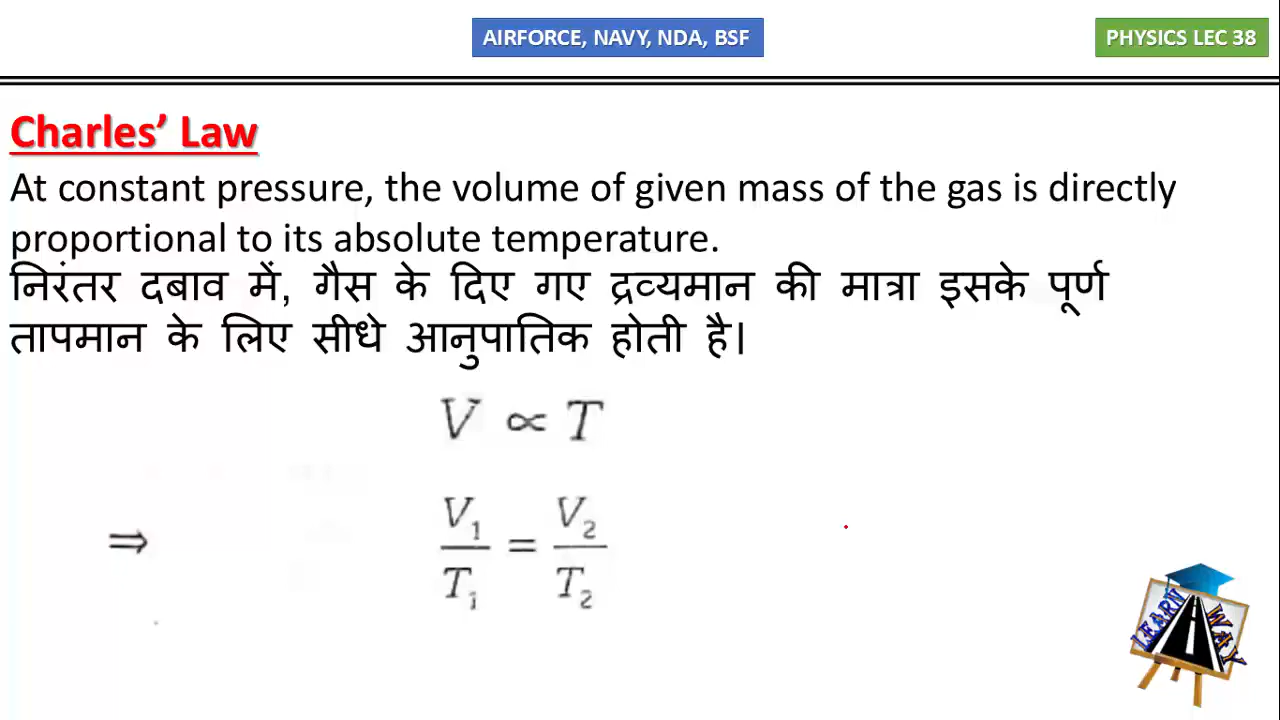 AIRFORCE, NAVY, NDA, BSF
PHYSICS LEC 38
Charles’ Law
At constant pressure, the volume of given mass of the gas is directly
proportional to its absolute temperature.
निरंतर दबाव में, गैस के दिए गए द्रव्यमान की मात्रा इसके पूर्ण
तापमान के लिए सीधे आनुपातिक होती है।
V ∝ T
⇒ V₁/T₁ = V₂/T₂
LEARN WAY